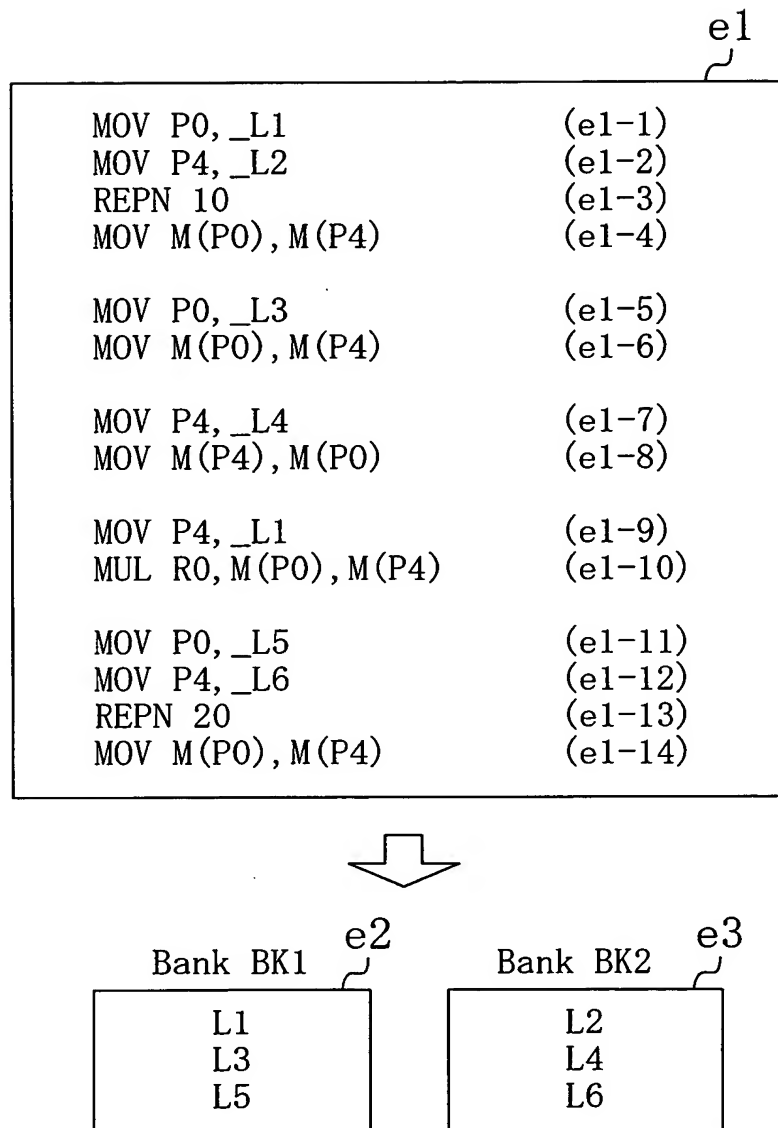 e1
MOV P0,_L1 (e1-1)
MOV P4,_L2 (e1-2)
REPN 10 (e1-3)
MOV M(P0),M(P4) (e1-4)
MOV P0,_L3 (e1-5)
MOV M(P0),M(P4) (e1-6)
MOV P4,_L4 (e1-7)
MOV M(P4),M(P0) (e1-8)
MOV P4,_L1 (e1-9)
MUL R0,M(P0),M(P4) (e1-10)
MOV P0,_L5 (e1-11)
MOV P4,_L6 (e1-12)
REPN 20 (e1-13)
MOV M(P0),M(P4) (e1-14)
Bank BK1 e2 Bank BK2 e3
L1 L2
L3 L4
L5 L6